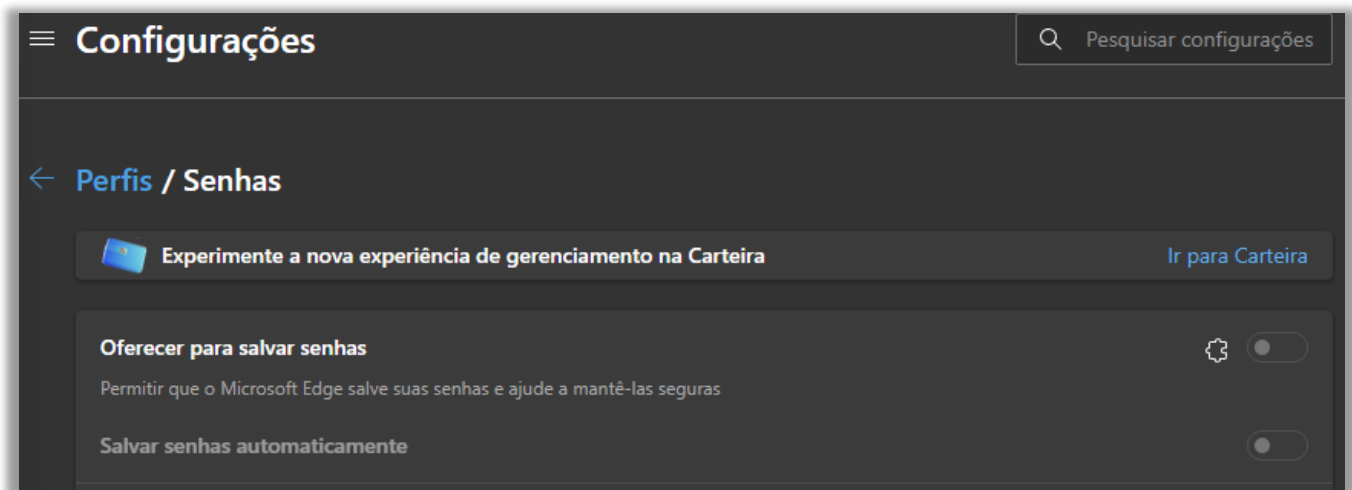 Configurações
Pesquisar configurações
Perfis / Senhas
Experimente a nova experiência de gerenciamento na Carteira
Ir para Carteira
Oferecer para salvar senhas
Permitir que o Microsoft Edge salve suas senhas e ajude a mantê-las seguras
Salvar senhas automaticamente